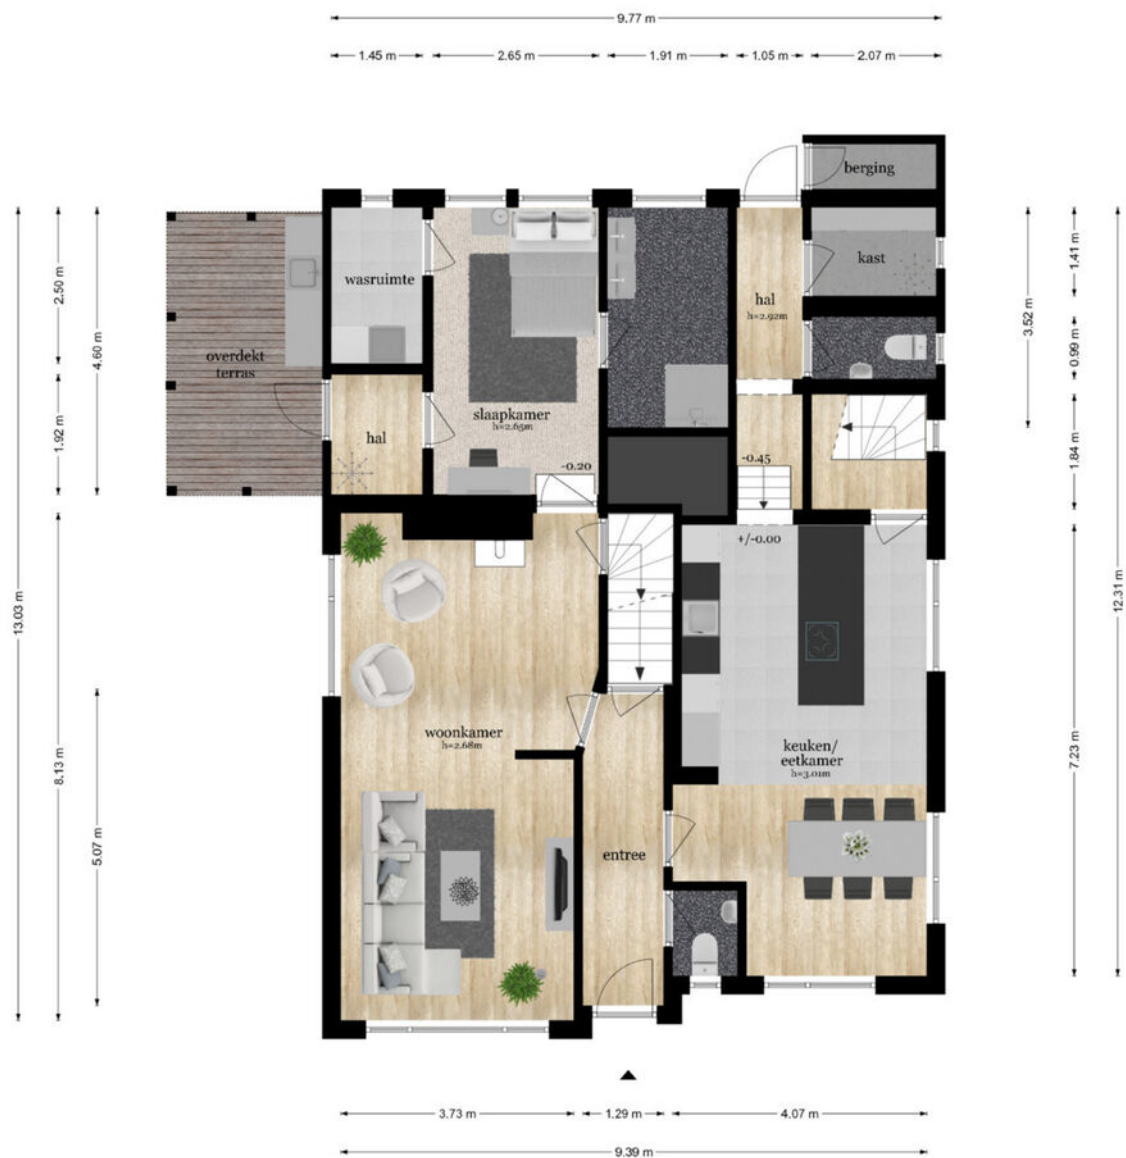 9.77 m
1.45 m
2.65 m
1.91 m
1.05 m
2.07 m
berging
wasruimte
kast
hal
h=2.92m
overdekt
terras
slaapkamer
h=2.65m
hal
-0.20
-0.45
+/-0.00
woonkamer
h=2.68m
keuken/
eetkamer
h=3.01m
entree
13.03 m
2.50 m
1.92 m
4.60 m
8.13 m
5.07 m
3.52 m
1.41 m
0.99 m
1.84 m
7.23 m
12.31 m
3.73 m
1.29 m
4.07 m
9.39 m